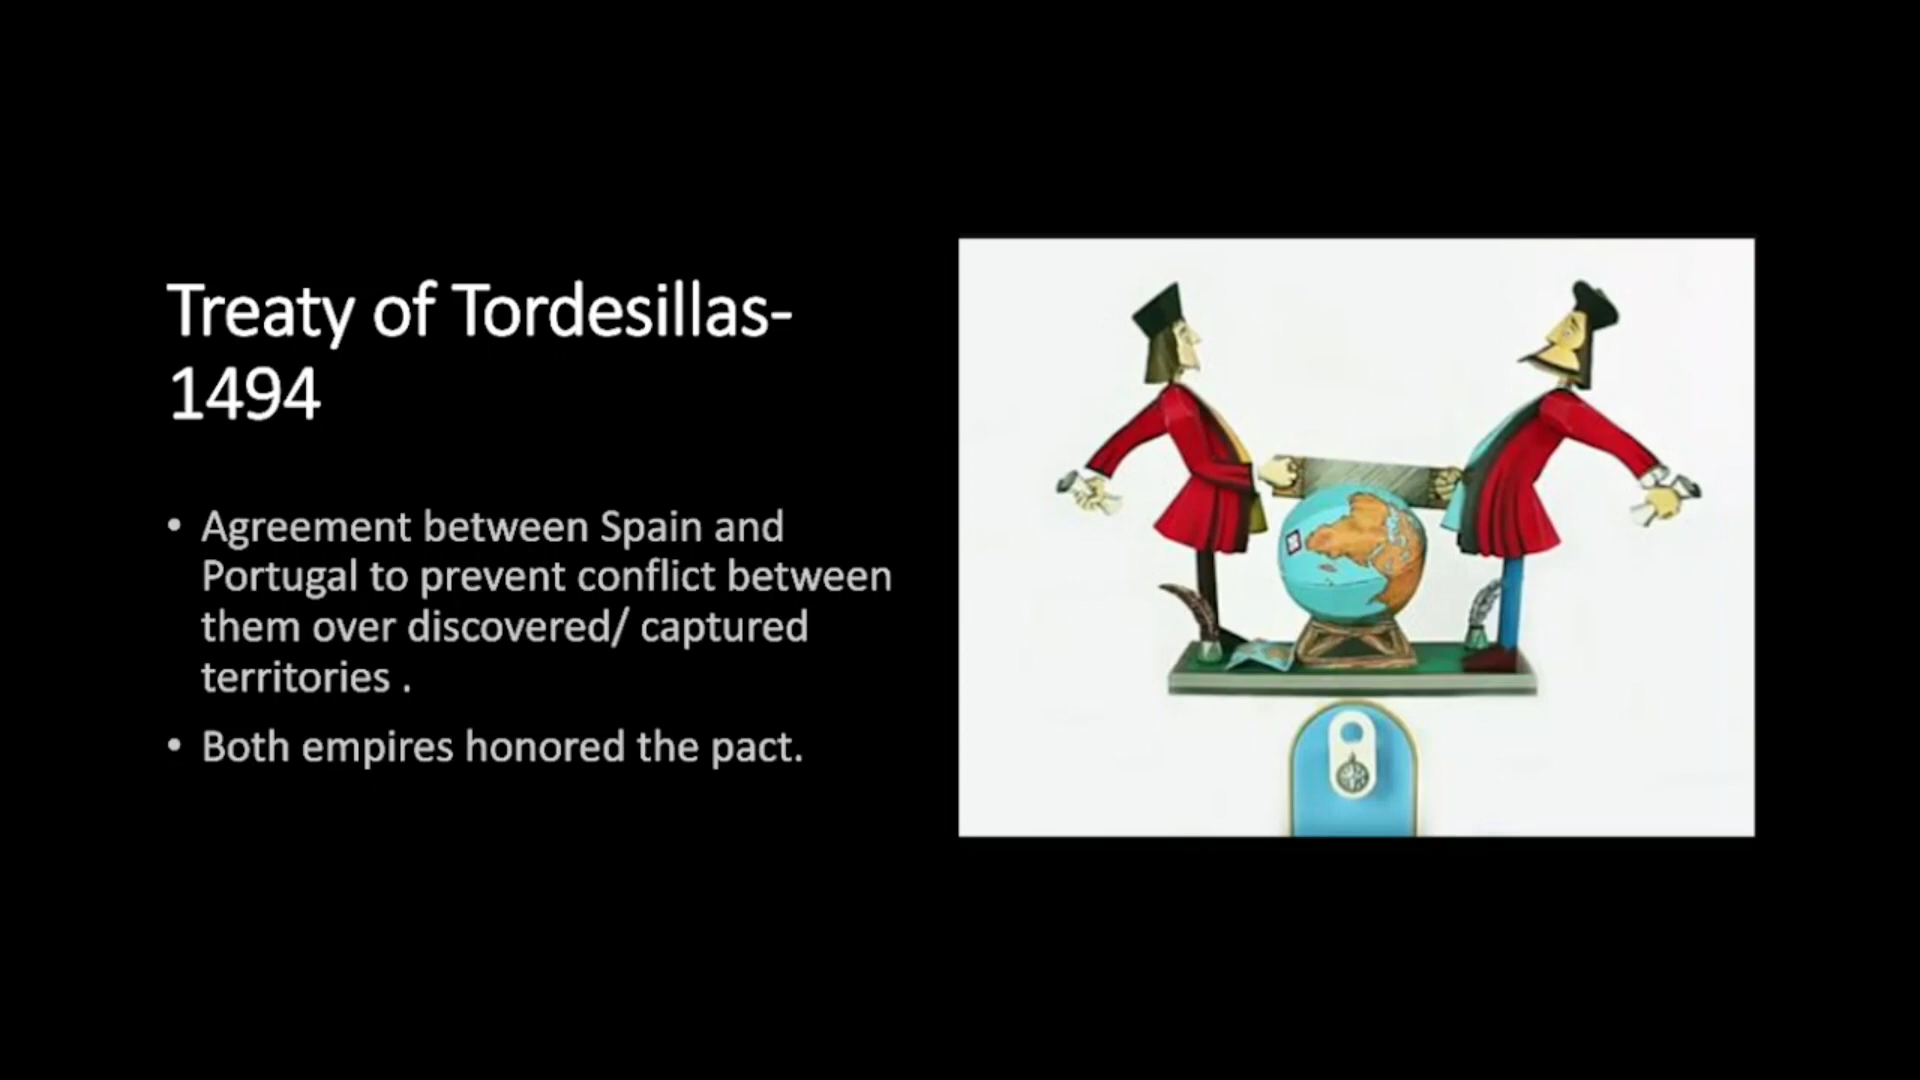 Treaty of Tordesillas-
1494
• Agreement between Spain and
Portugal to prevent conflict between
them over discovered/ captured
territories .
• Both empires honored the pact.